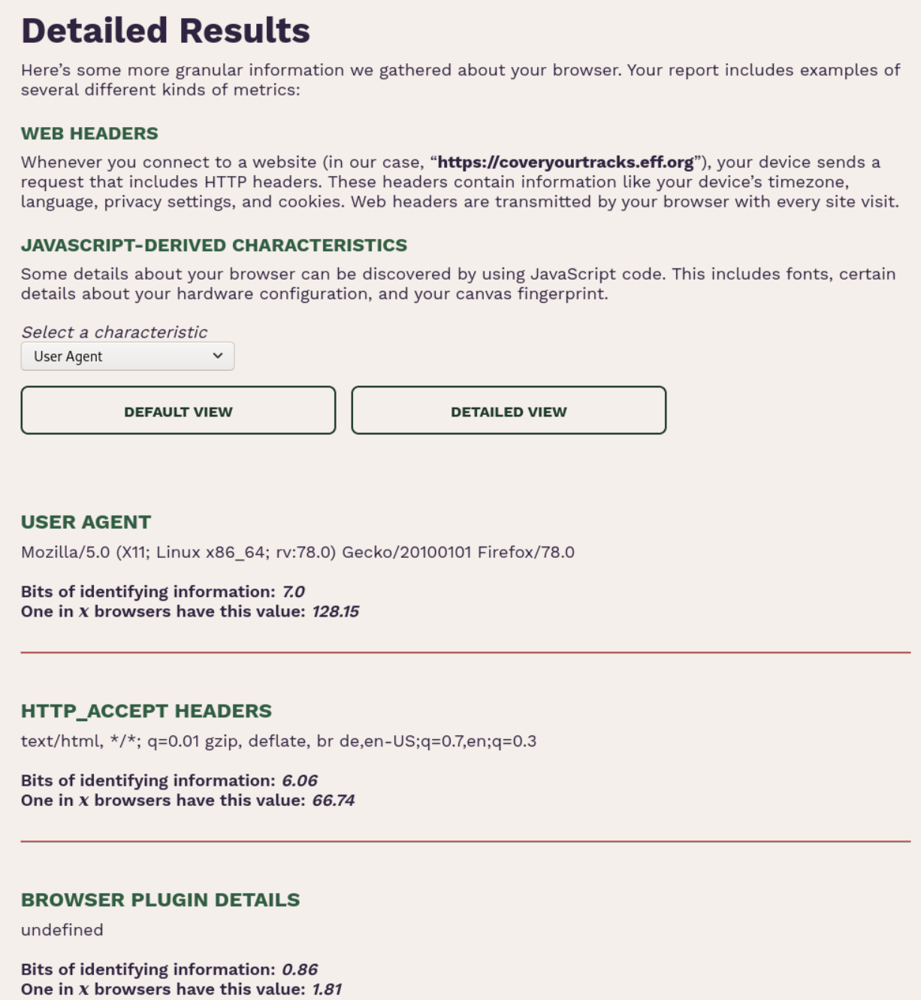 Detailed Results
Here’s some more granular information we gathered about your browser. Your report includes examples of
several different kinds of metrics:
WEB HEADERS
Whenever you connect to a website (in our case, “https://coveryourtracks.eff.org”), your device sends a
request that includes HTTP headers. These headers contain information like your device’s timezone,
language, privacy settings, and cookies. Web headers are transmitted by your browser with every site visit.
JAVASCRIPT-DERIVED CHARACTERISTICS
Some details about your browser can be discovered by using JavaScript code. This includes fonts, certain
details about your hardware configuration, and your canvas fingerprint.
Select a characteristic
User Agent
DEFAULT VIEW
DETAILED VIEW
USER AGENT
Mozilla/5.0 (X11; Linux x86_64; rv:78.0) Gecko/20100101 Firefox/78.0
Bits of identifying information: 7.0
One in x browsers have this value: 128.15
HTTP_ACCEPT HEADERS
text/html, */*; q=0.01 gzip, deflate, br de,en-US;q=0.7,en;q=0.3
Bits of identifying information: 6.06
One in x browsers have this value: 66.74
BROWSER PLUGIN DETAILS
undefined
Bits of identifying information: 0.86
One in x browsers have this value: 1.81